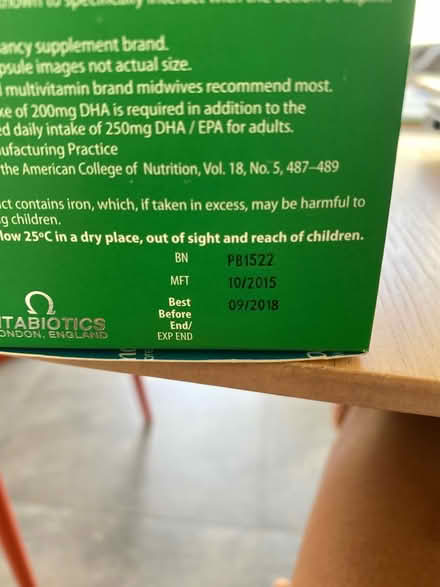 ancy supplement brand.
psule images not actual size.
multivitamin brand midwives recommend most.
ke of 200mg DHA is required in addition to the
ed daily intake of 250mg DHA / EPA for adults.
ufacturing Practice
the American College of Nutrition, Vol. 18, No. 5, 487–489
ct contains iron, which, if taken in excess, may be harmful to
g children.
low 25ºC in a dry place, out of sight and reach of children.
BN PB1522
MFT 10/2015
Best Before End/ EXP END 09/2018
ITABIOTICS
ONDON, ENGLAND